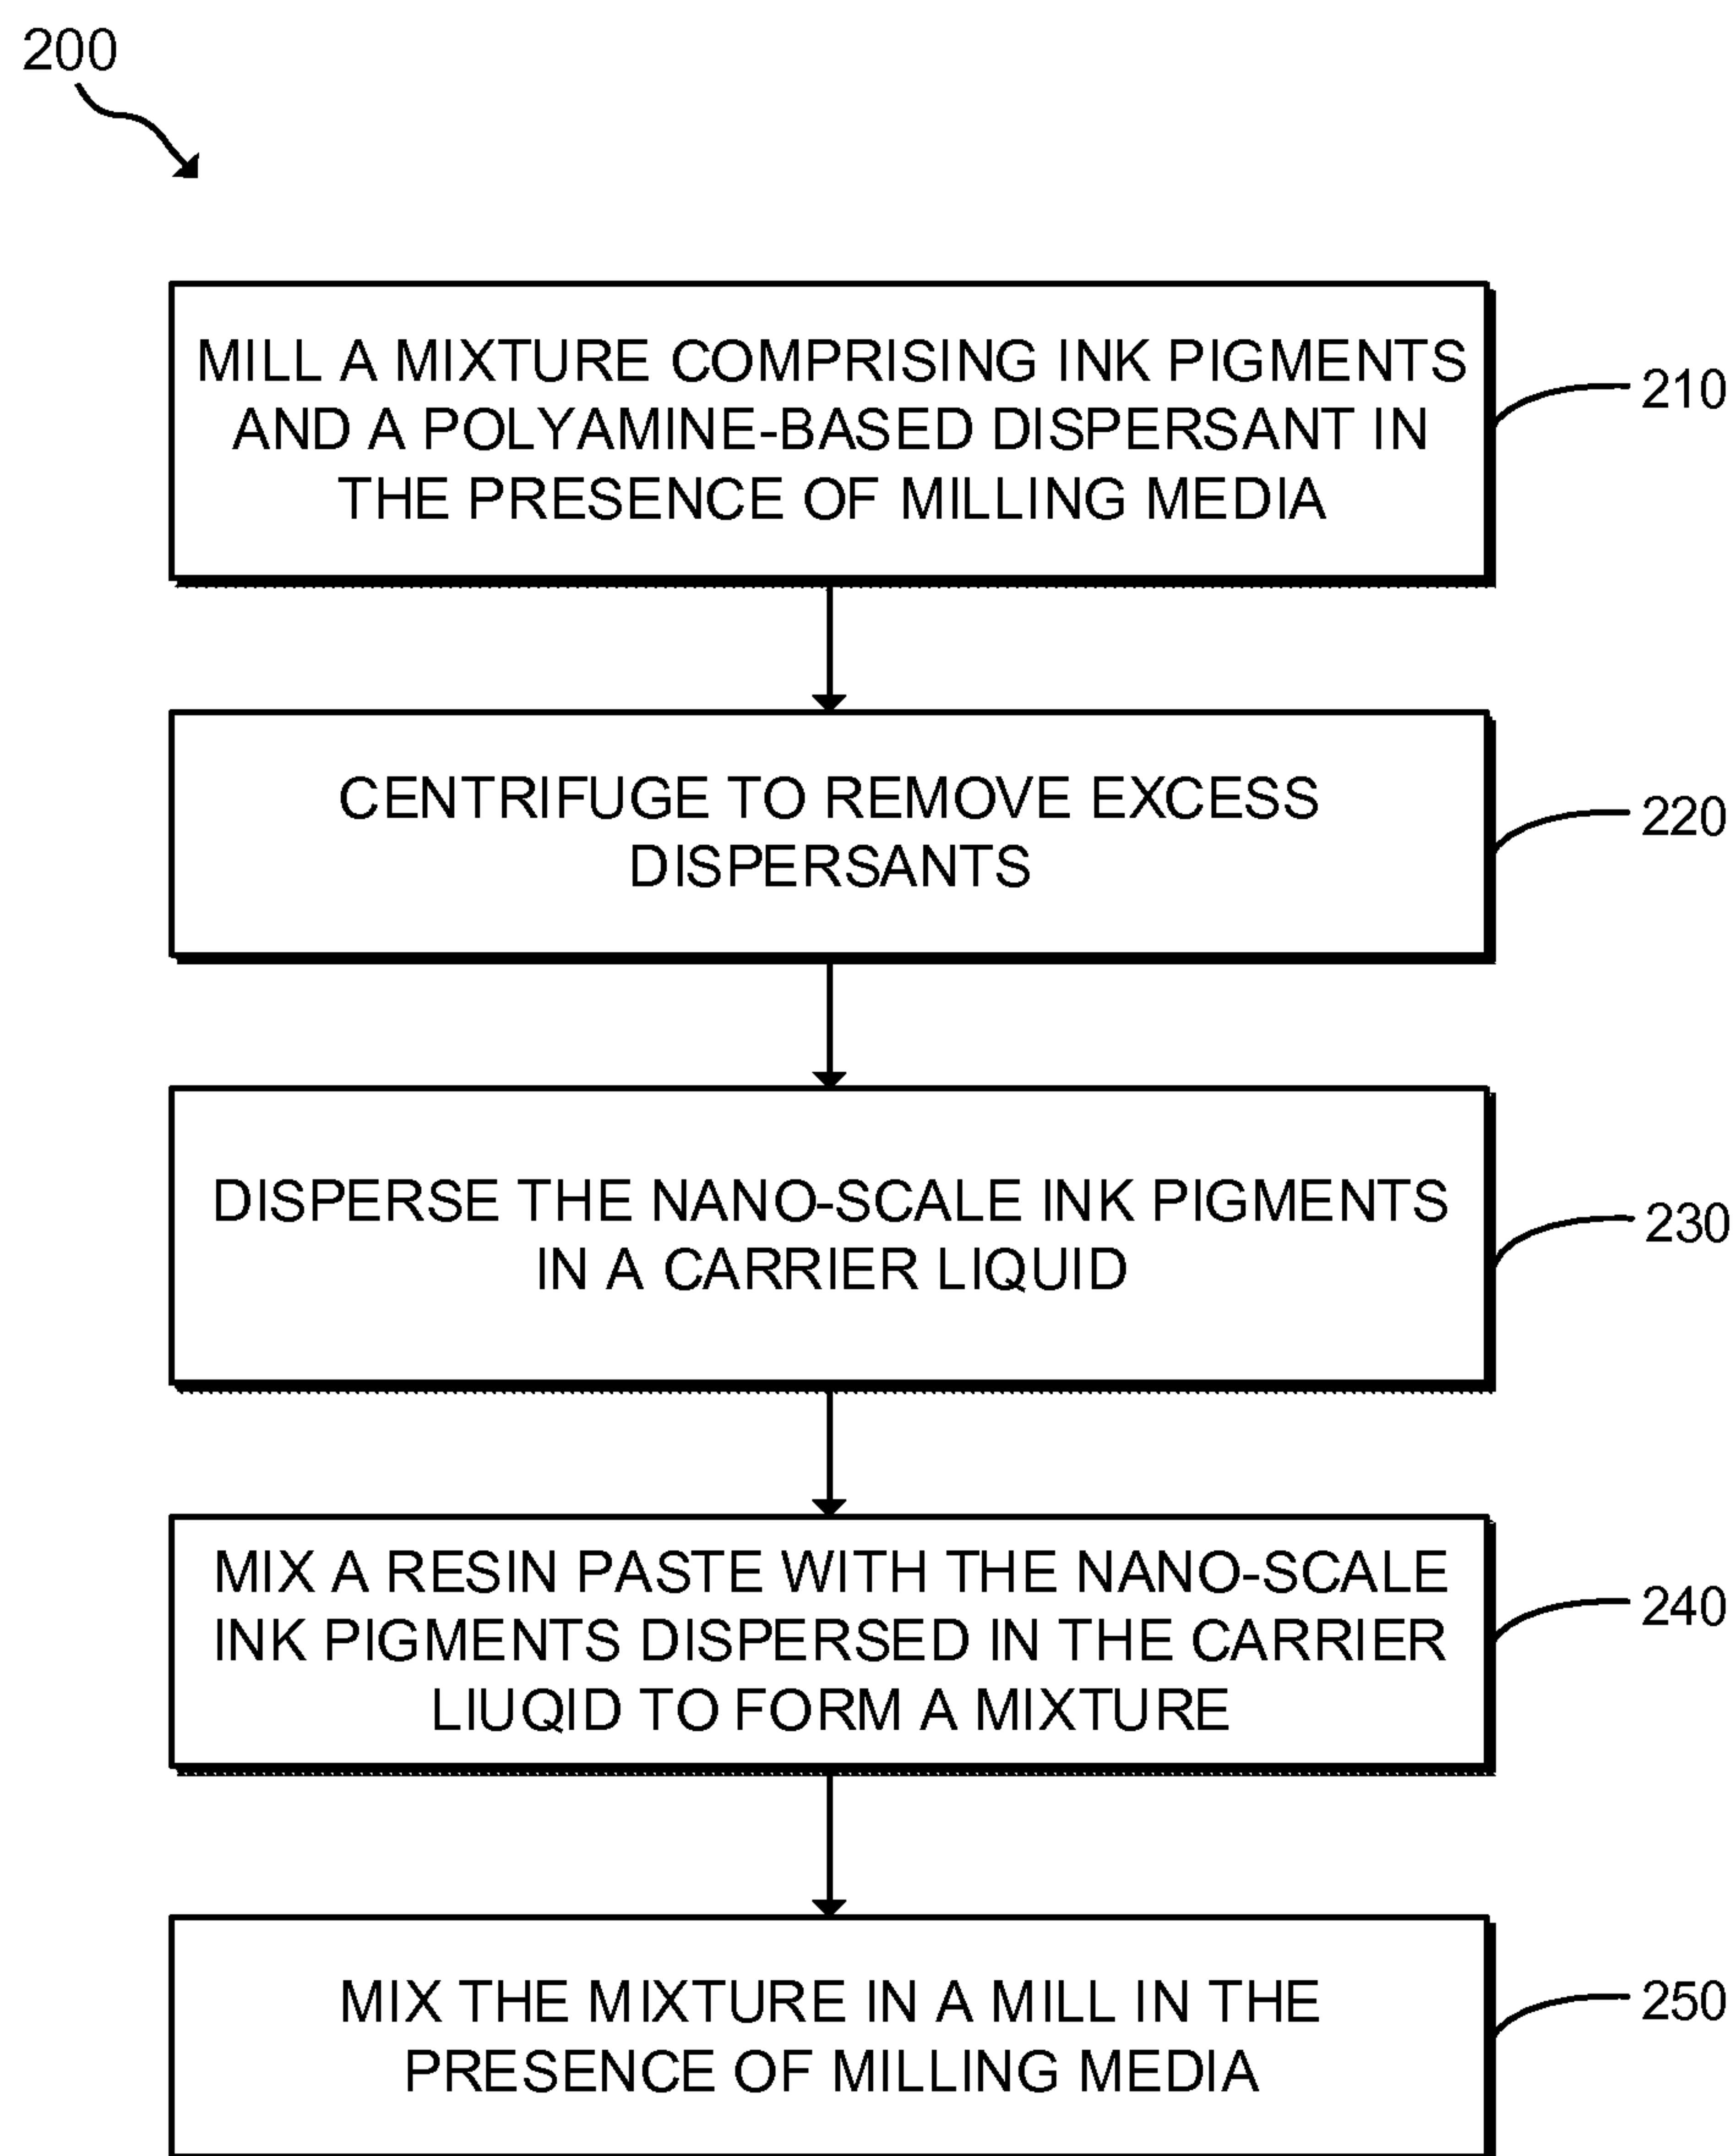 200
MILL A MIXTURE COMPRISING INK PIGMENTS
AND A POLYAMINE-BASED DISPERSANT IN
THE PRESENCE OF MILLING MEDIA
210
CENTRIFUGE TO REMOVE EXCESS
DISPERSANTS
220
DISPERSE THE NANO-SCALE INK PIGMENTS
IN A CARRIER LIQUID
230
MIX A RESIN PASTE WITH THE NANO-SCALE
INK PIGMENTS DISPERSED IN THE CARRIER
LIUQID TO FORM A MIXTURE
240
MIX THE MIXTURE IN A MILL IN THE
PRESENCE OF MILLING MEDIA
250